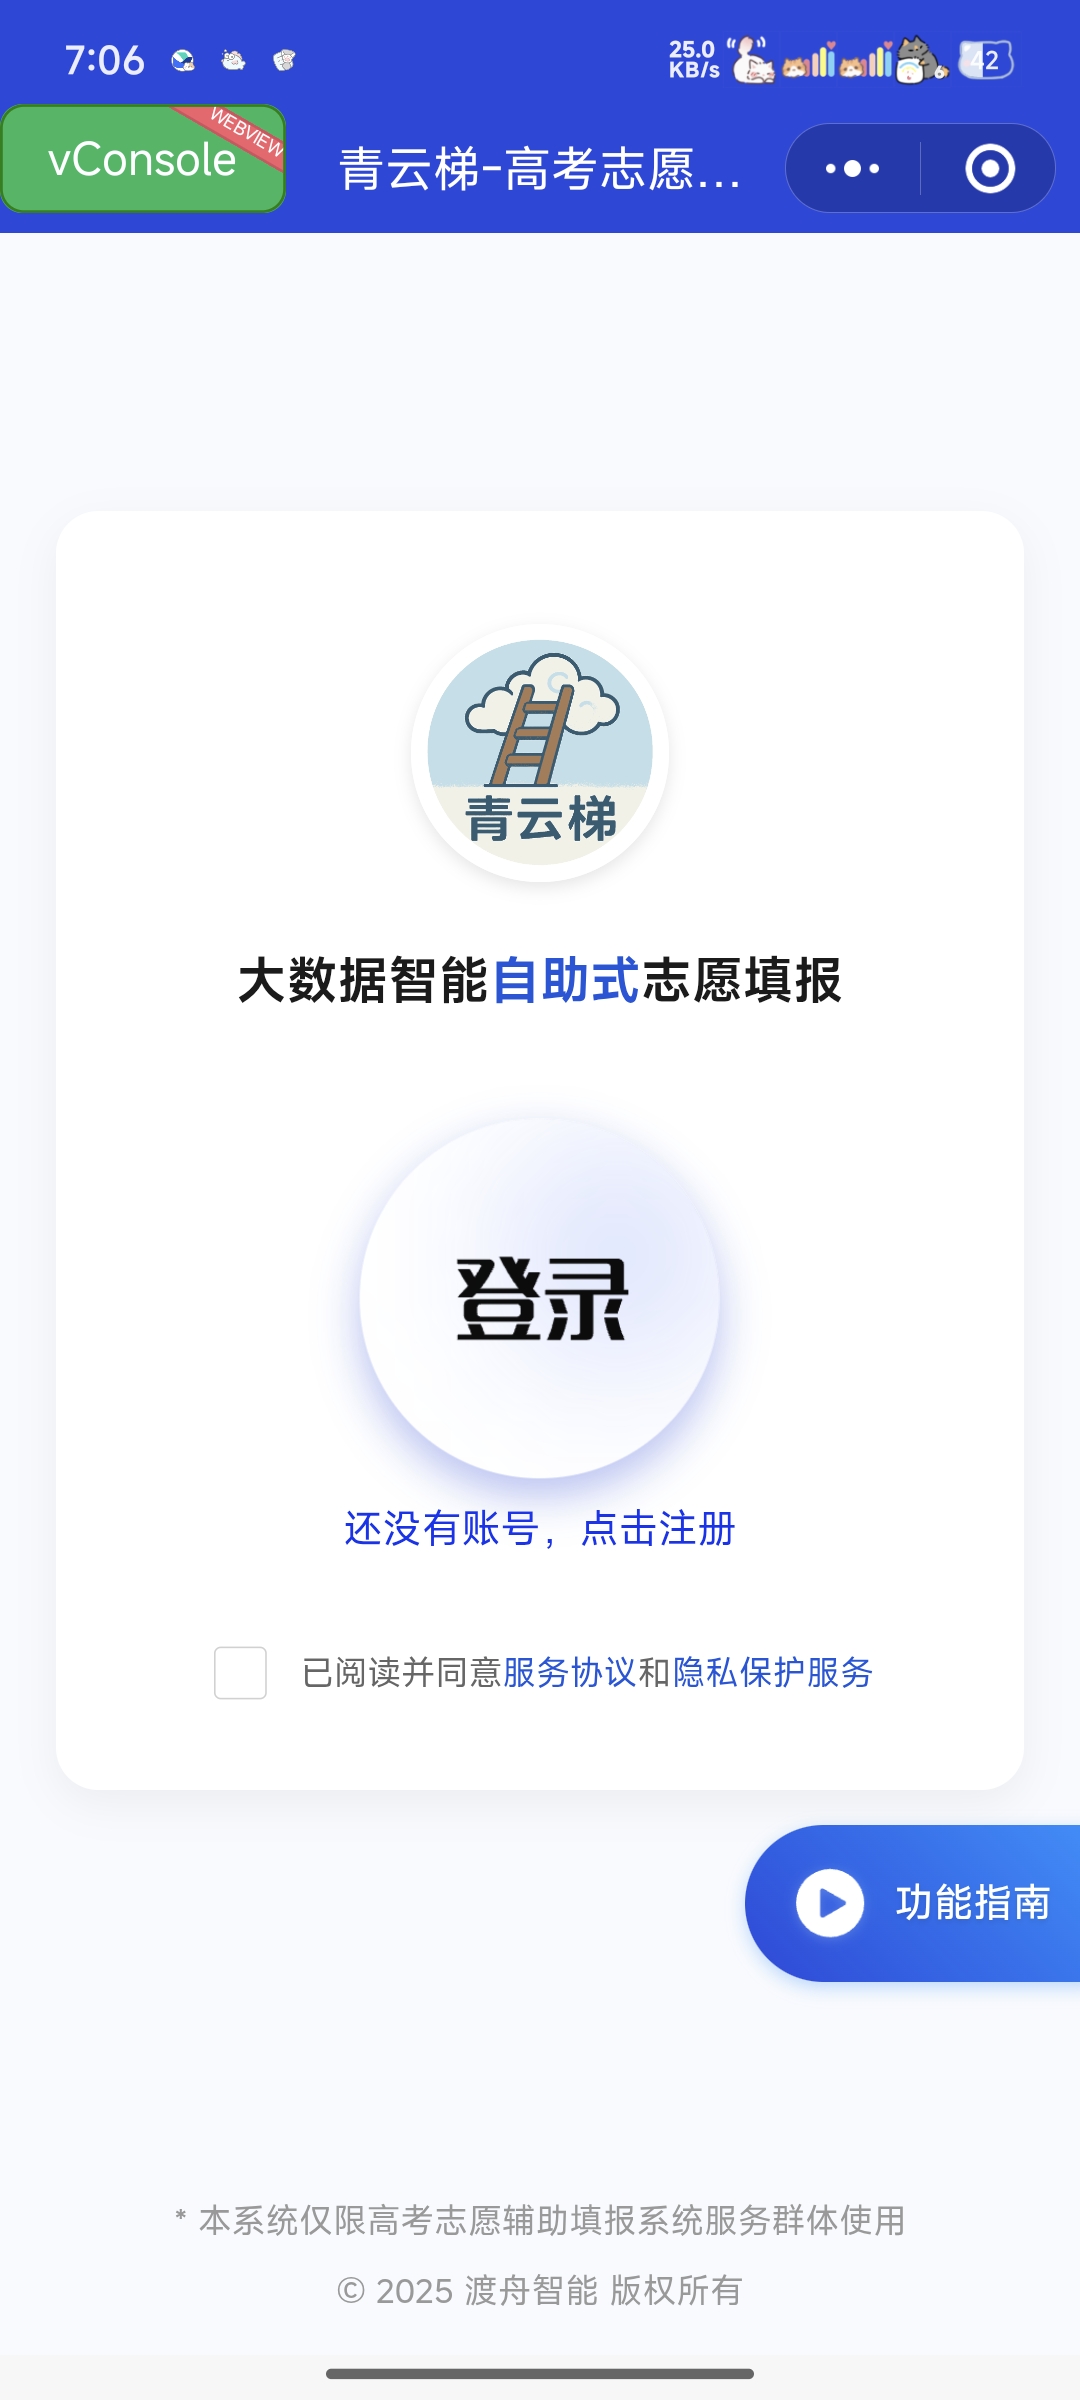 7:06
25.0
KB/s
6
42
vConsole
WEBVIEW
青云梯-高考志愿...
青云梯
大数据智能自助式志愿填报
登录
还没有账号，点击注册
已阅读并同意服务协议和隐私保护服务
功能指南
* 本系统仅限高考志愿辅助填报系统服务群体使用
© 2025 渡舟智能 版权所有